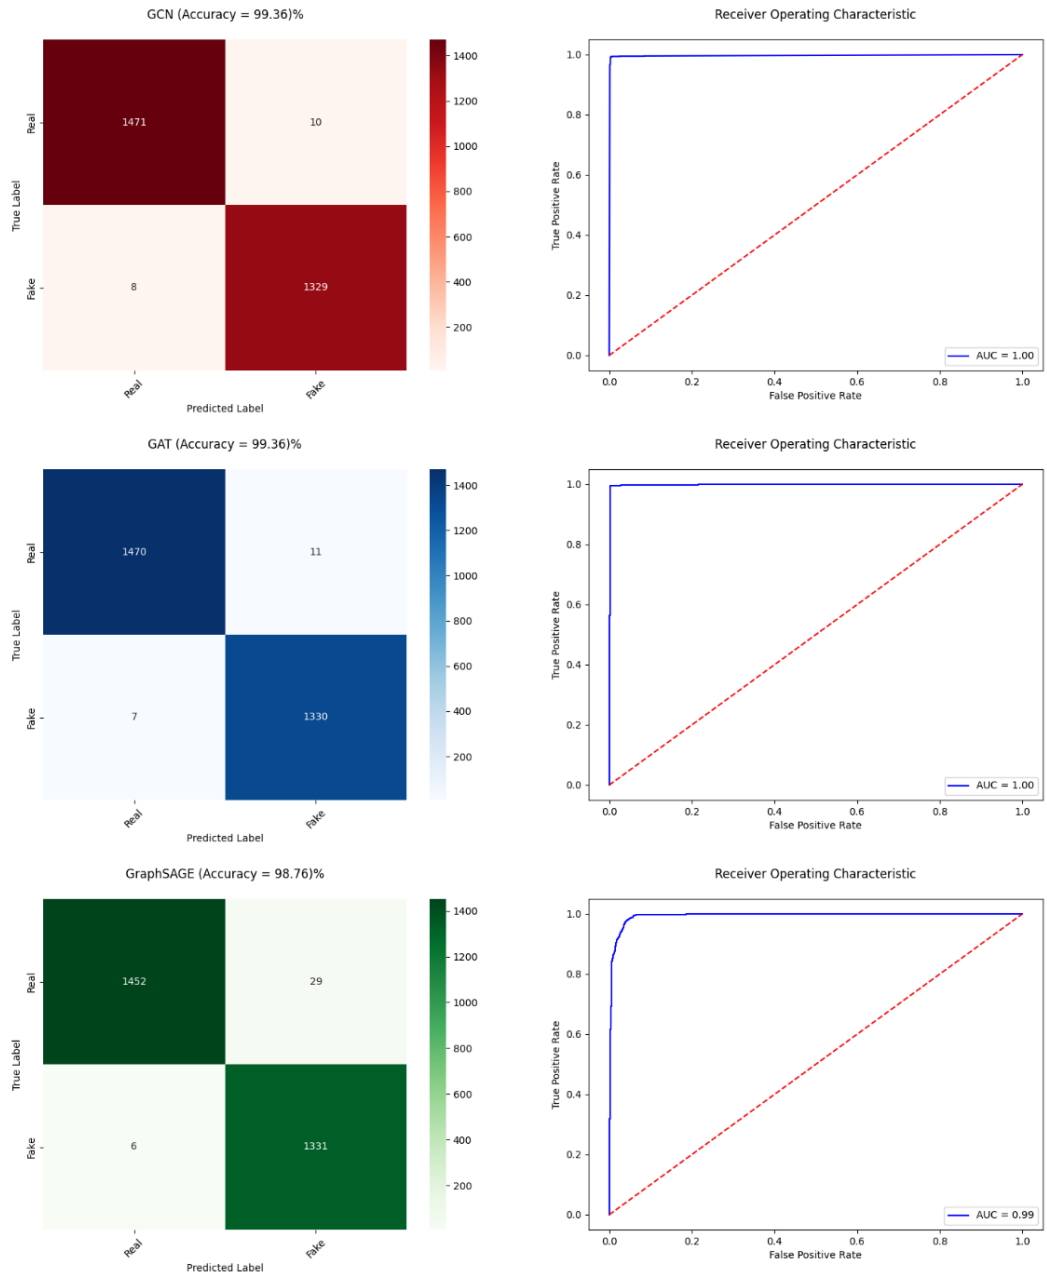 GCN (Accuracy = 99.36)%
Real
1471
10
True Label
Fake
8
1329
Real
Fake
Predicted Label
1400
1200
1000
800
600
400
200
Receiver Operating Characteristic
True Positive Rate
1.0
0.8
0.6
0.4
0.2
0.0
AUC = 1.00
0.0 0.2 0.4 0.6 0.8 1.0
False Positive Rate
GAT (Accuracy = 99.36)%
Real
1470
11
True Label
Fake
7
1330
Real
Fake
Predicted Label
1400
1200
1000
800
600
400
200
Receiver Operating Characteristic
True Positive Rate
1.0
0.8
0.6
0.4
0.2
0.0
AUC = 1.00
0.0 0.2 0.4 0.6 0.8 1.0
False Positive Rate
GraphSAGE (Accuracy = 98.76)%
Real
1452
29
True Label
Fake
6
1331
Real
Fake
Predicted Label
1400
1200
1000
800
600
400
200
Receiver Operating Characteristic
True Positive Rate
1.0
0.8
0.6
0.4
0.2
0.0
AUC = 0.99
0.0 0.2 0.4 0.6 0.8 1.0
False Positive Rate